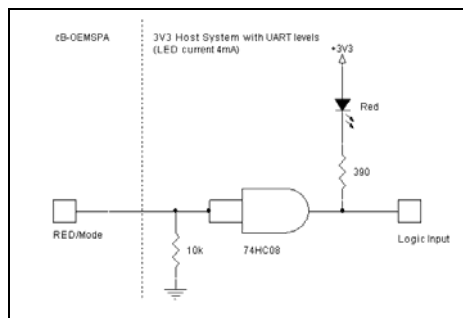 cB-OEMSPA
3V3 Host System with UART levels
(LED current 4mA)
+3V3
Red
390
RED/Mode
10k
74HC08
Logic Input